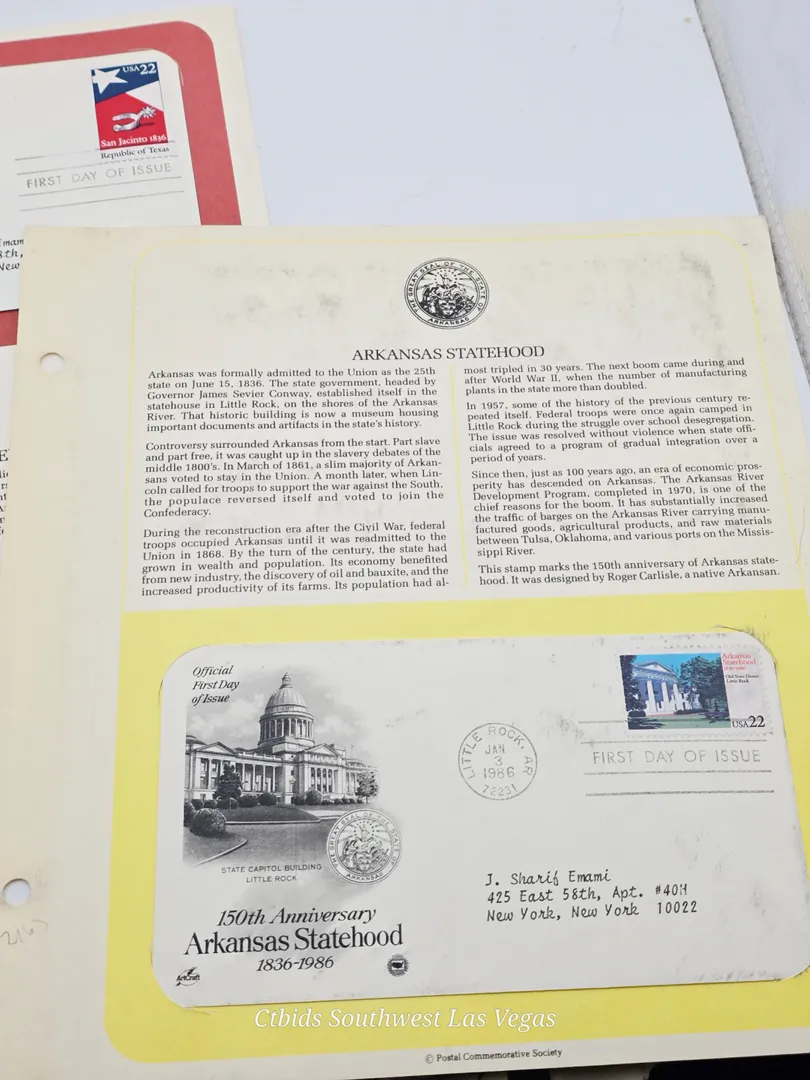 USA 22
San Jacinto 1836
Republic of Texas
FIRST DAY OF ISSUE
8th,
New
THE GREAT SEAL OF THE STATE OF ARKANSAS
ARKANSAS STATEHOOD
Arkansas was formally admitted to the Union as the 25th
state on June 15, 1836. The state government, headed by
Governor James Sevier Conway, established itself in the
statehouse in Little Rock, on the shores of the Arkansas
River. That historic building is now a museum housing
important documents and artifacts in the state's history.
Controversy surrounded Arkansas from the start. Part slave
and part free, it was caught up in the slavery debates of the
middle 1800's. In March of 1861, a slim majority of Arkan-
sans voted to stay in the Union. A month later, when Lin-
coln called for troops to support the war against the South,
the populace reversed itself and voted to join the
Confederacy.
During the reconstruction era after the Civil War, federal
troops occupied Arkansas until it was readmitted to the
Union in 1868. By the turn of the century, the state had
grown in wealth and population. Its economy benefited
from new industry, the discovery of oil and bauxite, and the
increased productivity of its farms. Its population had al-
most tripled in 30 years. The next boom came during and
after World War II, when the number of manufacturing
plants in the state more than doubled.
In 1957, some of the history of the previous century re-
peated itself. Federal troops were once again camped in
Little Rock during the struggle over school desegregation.
The issue was resolved without violence when state offi-
cials agreed to a program of gradual integration over a
period of years.
Since then, just as 100 years ago, an era of economic pros-
perity has descended on Arkansas. The Arkansas River
Development Program, completed in 1970, is one of the
chief reasons for the boom. It has substantially increased
the traffic of barges on the Arkansas River carrying manu-
factured goods, agricultural products, and raw materials
between Tulsa, Oklahoma, and various ports on the Missis-
sippi River.
This stamp marks the 150th anniversary of Arkansas state-
hood. It was designed by Roger Carlisle, a native Arkansan.
Official
First Day
of Issue
Arkansas
Statehood
1836-1986
Old State House
Little Rock
USA 22
LITTLE ROCK, AR
JAN
3
1986
72231
FIRST DAY OF ISSUE
STATE CAPITOL BUILDING
LITTLE ROCK
J. Sharif Emami
425 East 58th, Apt. #40H
New York, New York 10022
150th Anniversary
Arkansas Statehood
1836-1986
ArtCraft
Ctbids Southwest Las Vegas
© Postal Commemorative Society